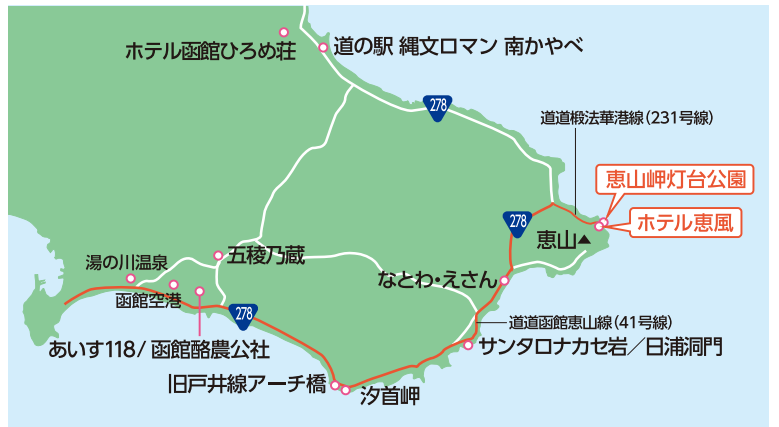 ホテル函館ひろめ荘
道の駅 縄文ロマン 南かやべ
278
道道椴法華港線(231号線)
恵山岬灯台公園
278
ホテル恵風
恵山▲
五稜乃蔵
湯の川温泉
なとわ・えさん
函館空港
278
道道函館恵山線(41号線)
あいす118/函館酪農公社
サンタロナカセ岩/日浦洞門
旧戸井線アーチ橋
汐首岬